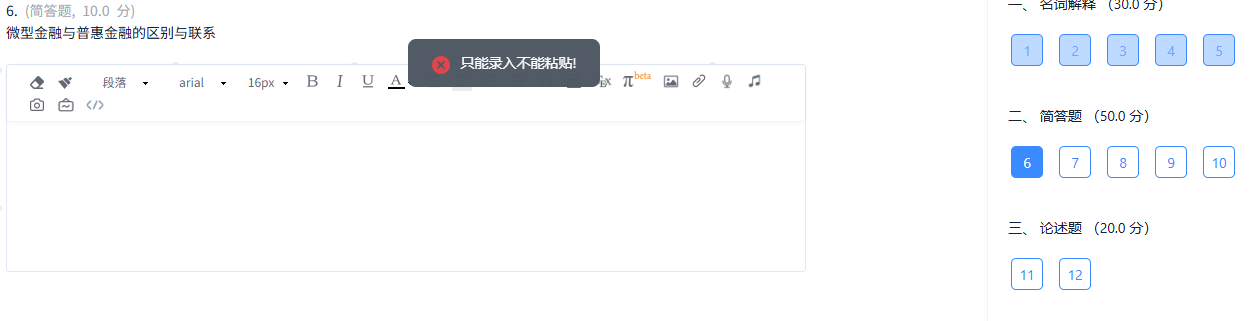 6. (简答题, 10.0 分)
微型金融与普惠金融的区别与联系
只能录入不能粘贴!
段落 arial 16px B I U A πbeta
一、 名词解释 （30.0 分）
1 2 3 4 5
二、 简答题 （50.0 分）
6 7 8 9 10
三、 论述题 （20.0 分）
11 12